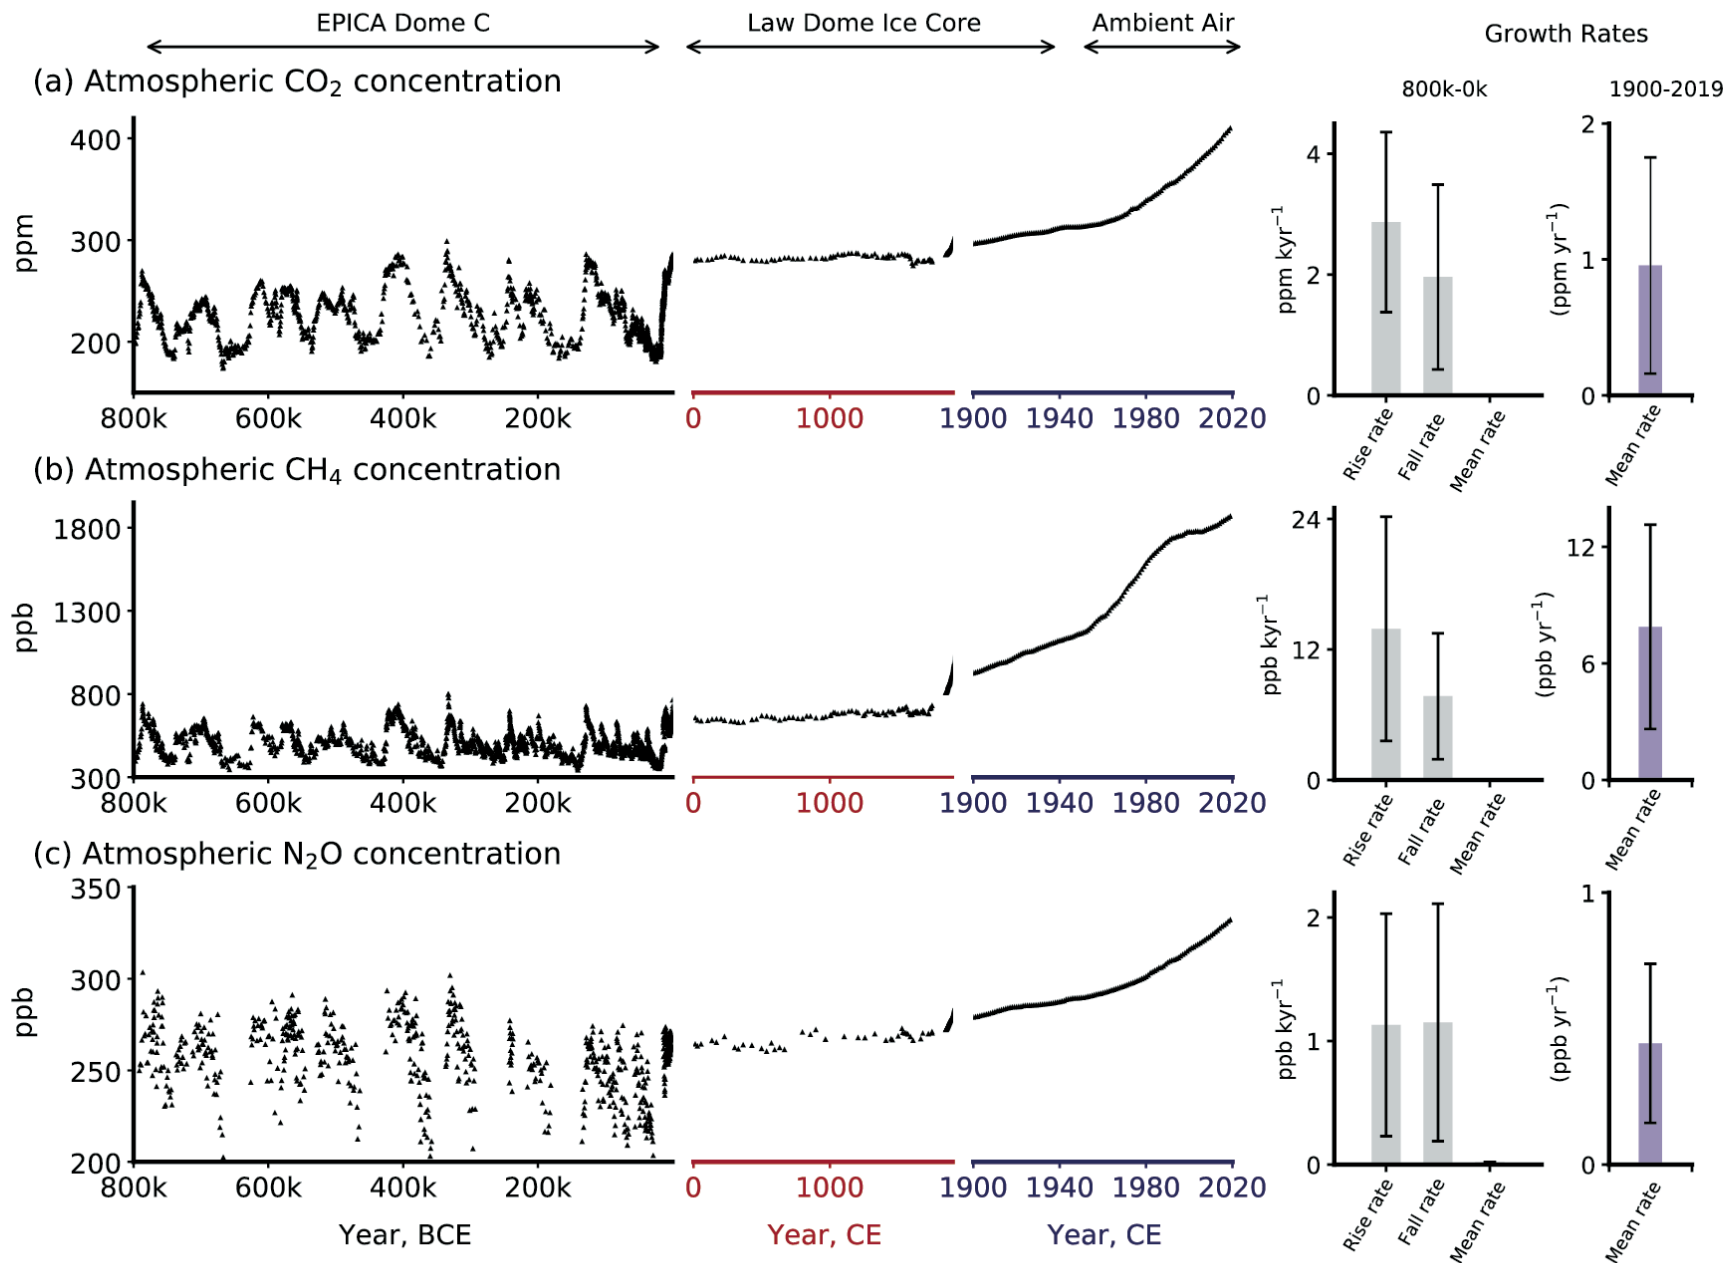 EPICA Dome C
Law Dome Ice Core
Ambient Air
Growth Rates
(a) Atmospheric CO₂ concentration
800k-0k
1900-2019
ppm
400
300
200
800k 600k 400k 200k
0 1000
1900 1940 1980 2020
ppm kyr⁻¹
4
2
0
Rise rate
Fall rate
Mean rate
(ppm yr⁻¹)
2
1
0
Mean rate
(b) Atmospheric CH₄ concentration
ppb
1800
1300
800
300
800k 600k 400k 200k
0 1000
1900 1940 1980 2020
ppb kyr⁻¹
24
12
0
Rise rate
Fall rate
Mean rate
(ppb yr⁻¹)
12
6
0
Mean rate
(c) Atmospheric N₂O concentration
ppb
350
300
250
200
800k 600k 400k 200k
0 1000
1900 1940 1980 2020
Year, BCE
Year, CE
Year, CE
ppb kyr⁻¹
2
1
0
Rise rate
Fall rate
Mean rate
(ppb yr⁻¹)
1
0
Mean rate